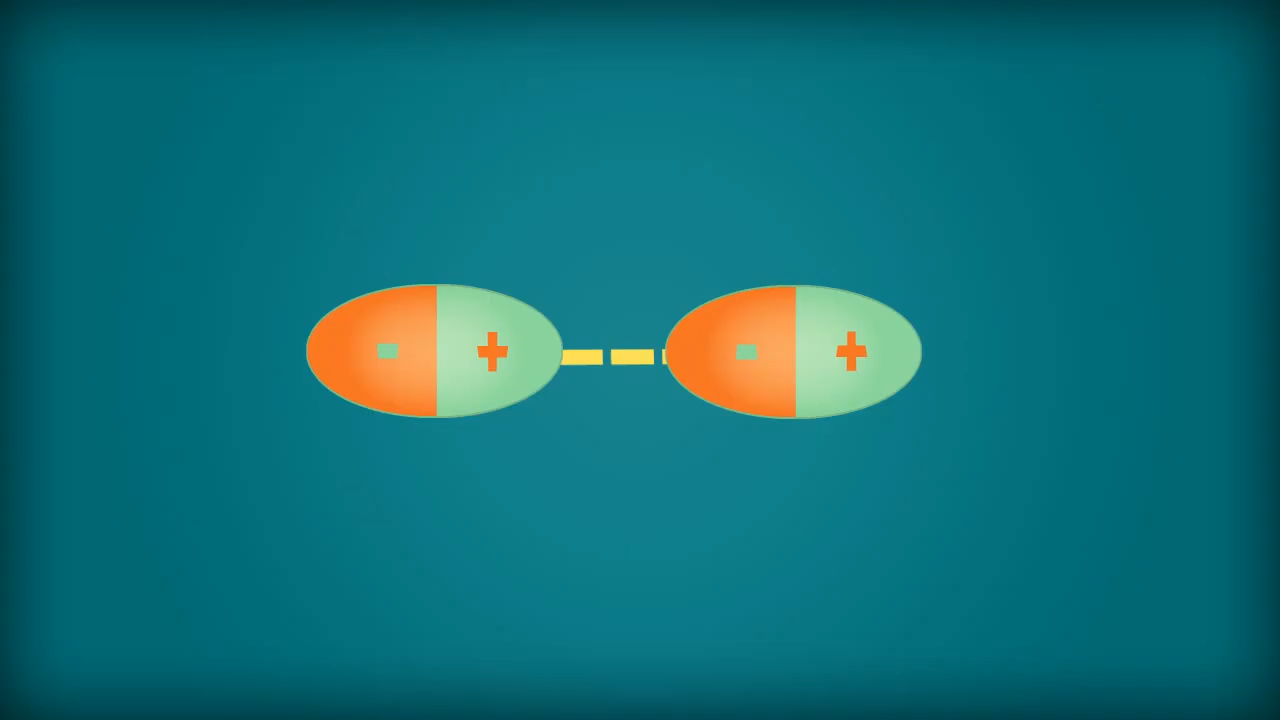 - + - +